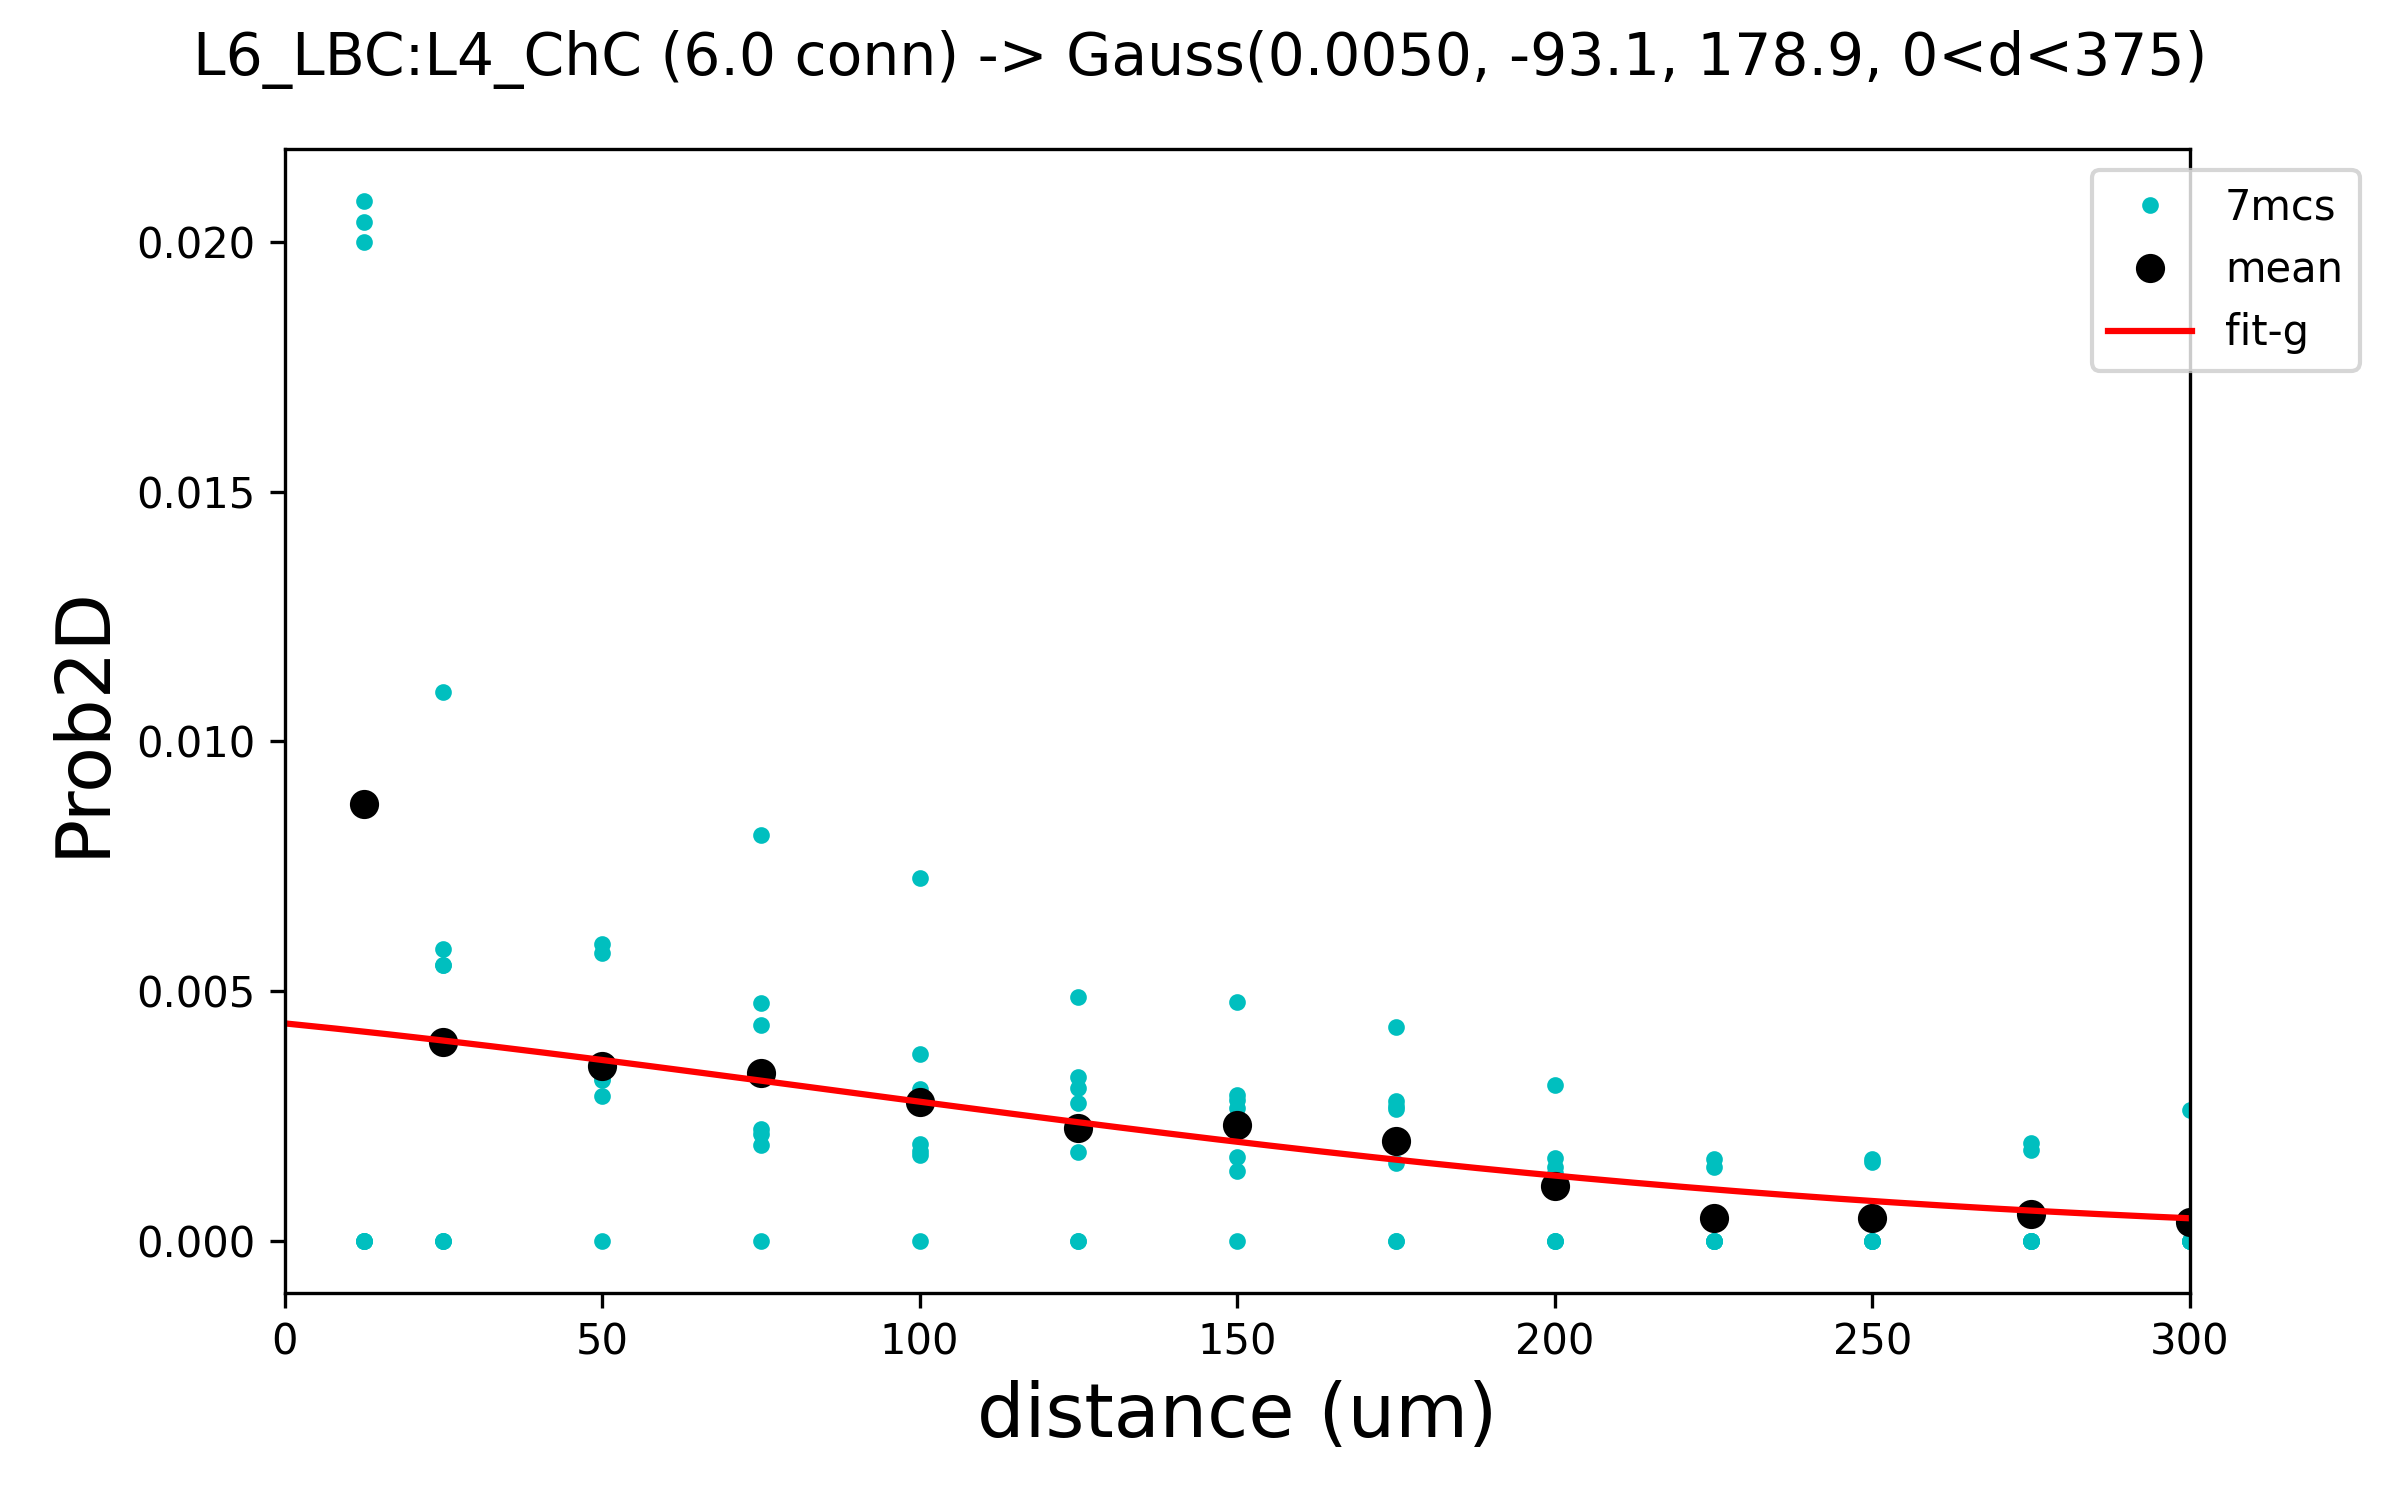 L6_LBC:L4_ChC (6.0 conn) -> Gauss(0.0050, -93.1, 178.9, 0<d<375)
7mcs
mean
fit-g
Prob2D
0.020
0.015
0.010
0.005
0.000
0
50
100
150
200
250
300
distance (um)